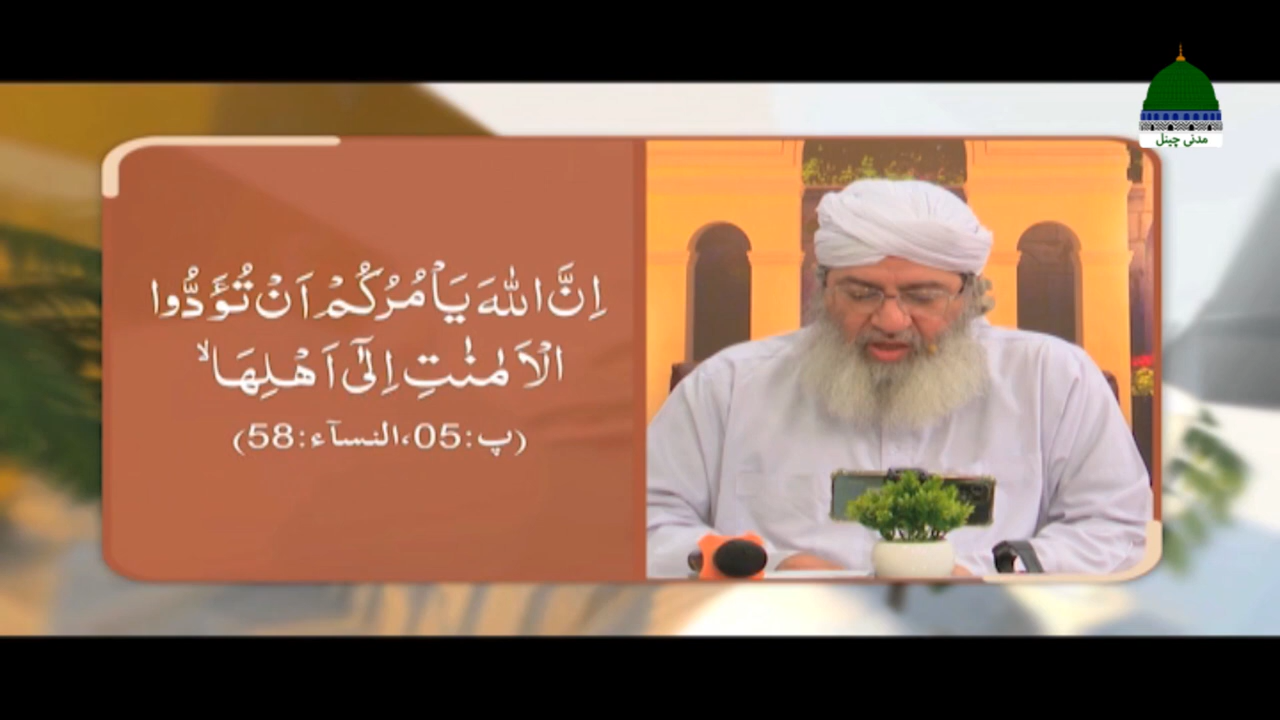 اِنَّ اللّٰهَ يَاْمُرُكُمْ اَنْ تُؤَدُّوا
الْاَمٰنٰتِ اِلٰۤى اَهْلِهَاۙ
(پ:05،النسآء:58)
مدنی چینل